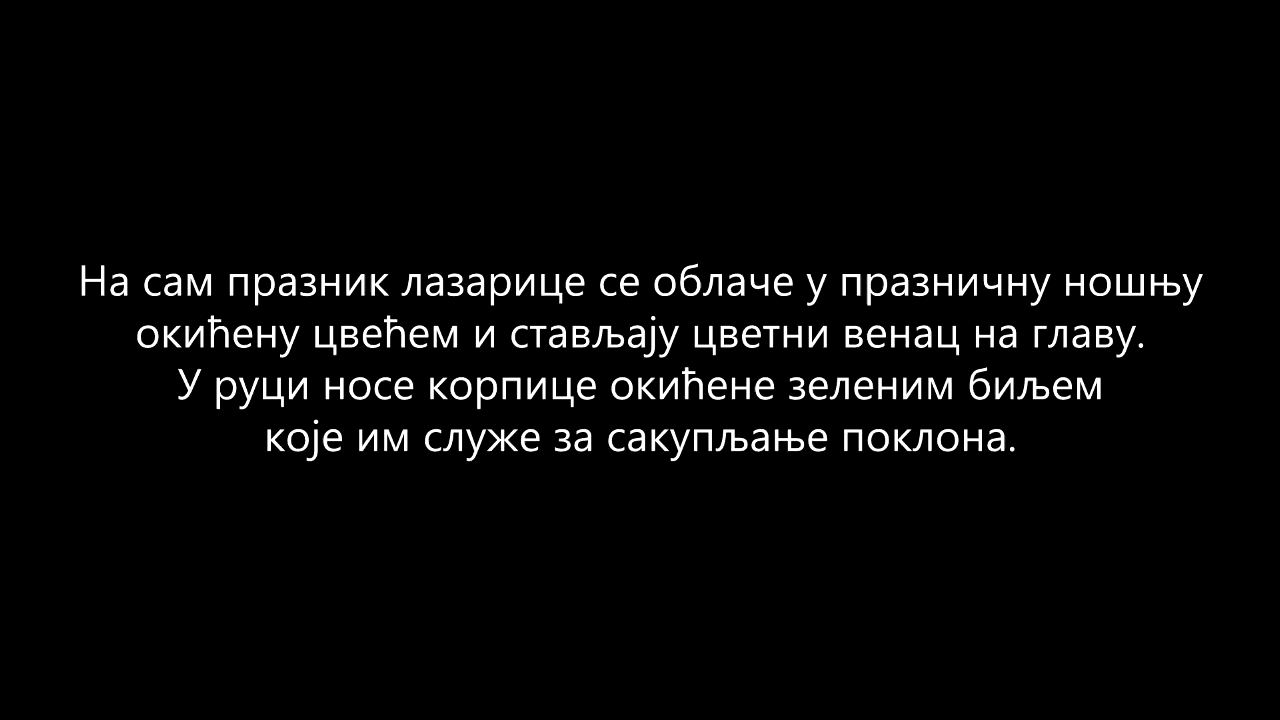 На сам празник лазарице се облаче у празничну ношњу
окићену цвећем и стављају цветни венац на главу.
У руци носе корпице окићене зеленим биљем
које им служе за сакупљање поклона.